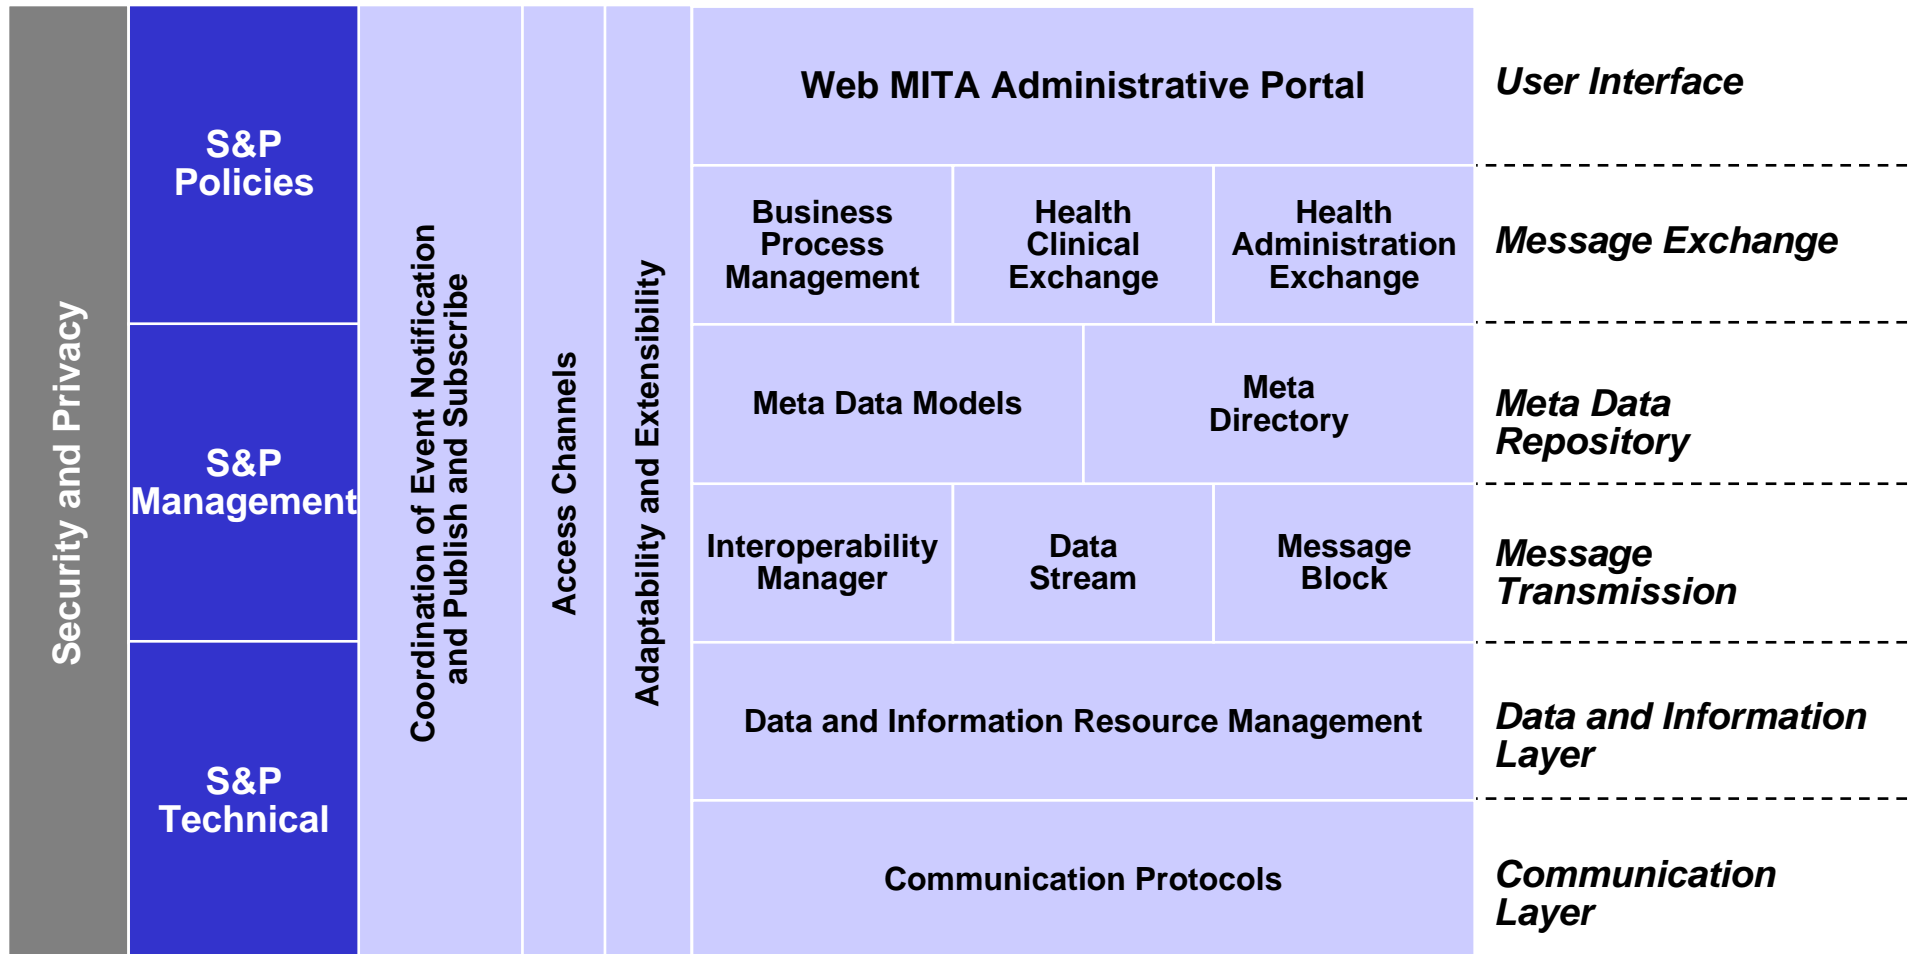 Security and Privacy
S&P
Policies
S&P
Management
S&P
Technical
Coordination of Event Notification
and Publish and Subscribe
Access Channels
Adaptability and Extensibility
Web MITA Administrative Portal
User Interface
Business
Process
Management
Health
Clinical
Exchange
Health
Administration
Exchange
Message Exchange
Meta Data Models
Meta
Directory
Meta Data
Repository
Interoperability
Manager
Data
Stream
Message
Block
Message
Transmission
Data and Information Resource Management
Data and Information
Layer
Communication Protocols
Communication
Layer